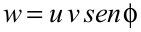 w = u v sen ϕ